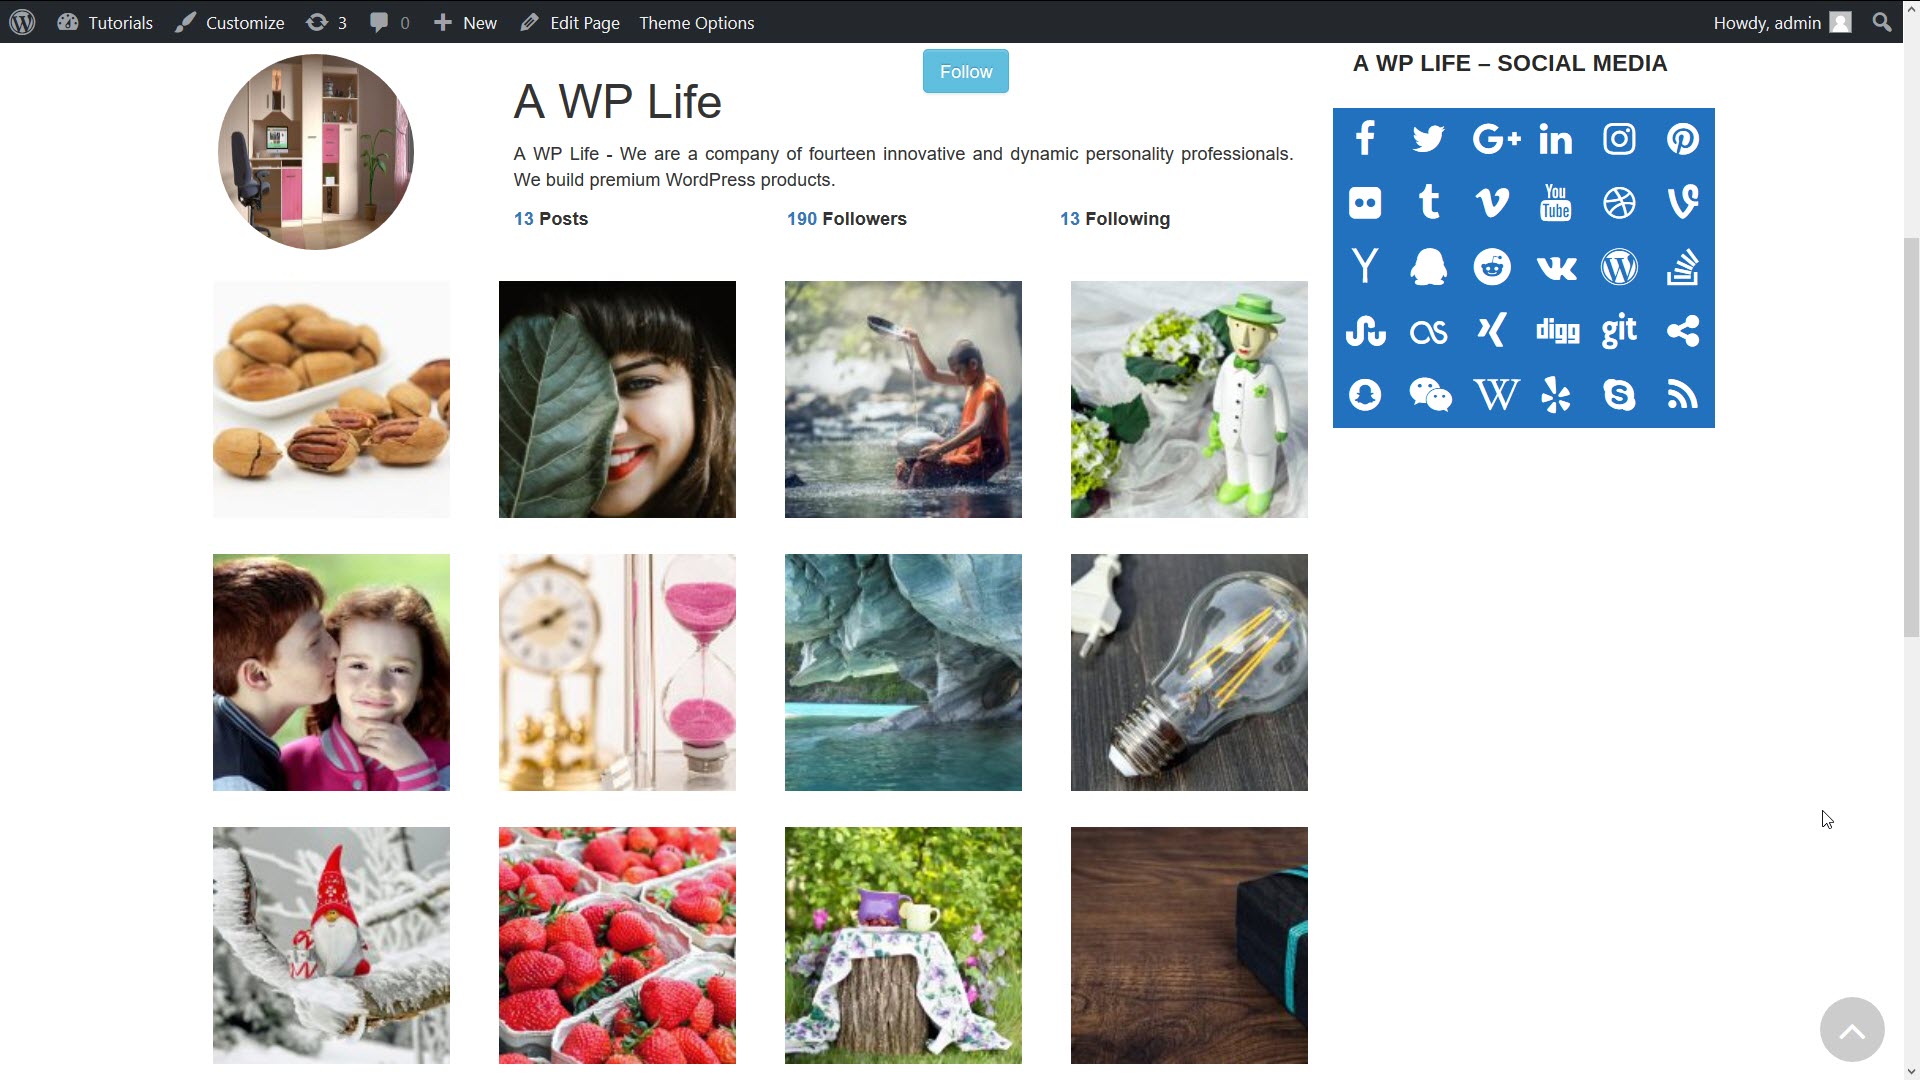 Tutorials Customize 3 0 New Edit Page Theme Options Howdy, admin
Follow
A WP LIFE – SOCIAL MEDIA
A WP Life
A WP Life - We are a company of fourteen innovative and dynamic personality professionals.
We build premium WordPress products.
13 Posts 190 Followers 13 Following
G+ in
You
Tube
digg git